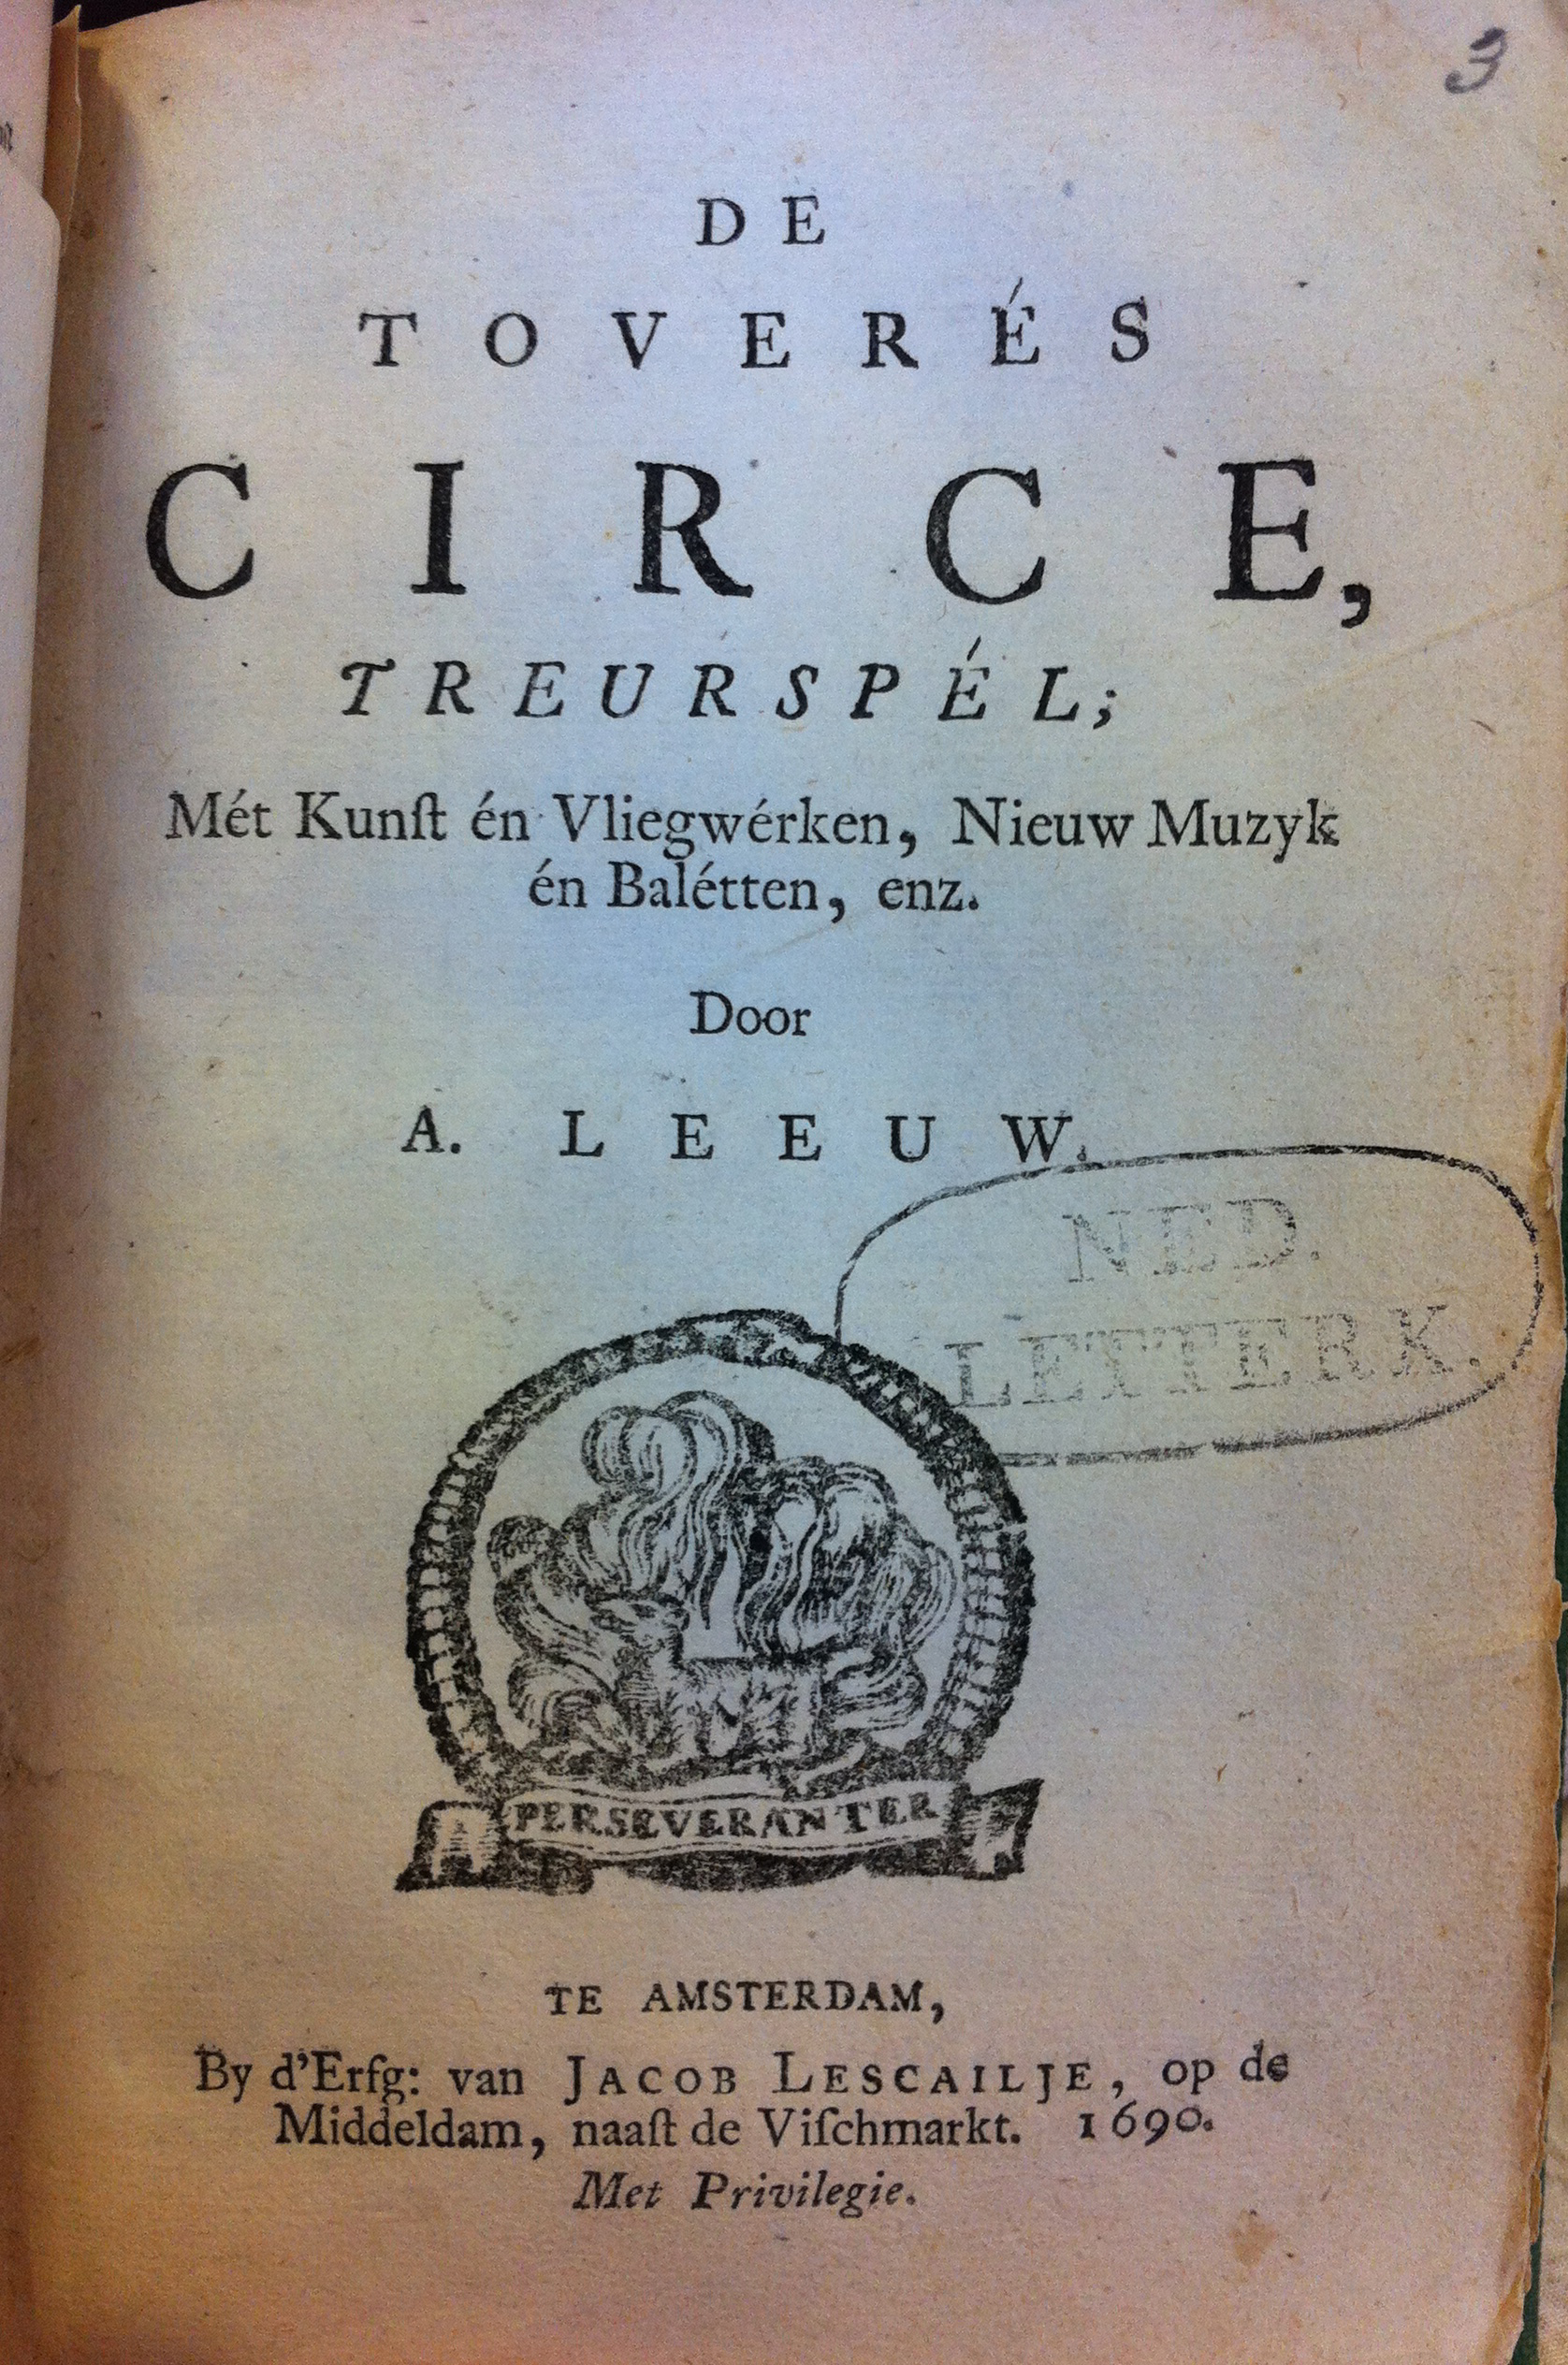 3
DE
TOVERÉS
CIRCE,
TREURSPÉL;
Mét Kunſt én Vliegwérken, Nieuw Muzyk
én Balétten, enz.
Door
A. LEEUW.
NED.
LETTERK.
PERSEVERANTER
TE AMSTERDAM,
By d'Erfg: van JACOB LESCAILJE, op de
Middeldam, naaſt de Viſchmarkt. 1690.
Met Privilegie.